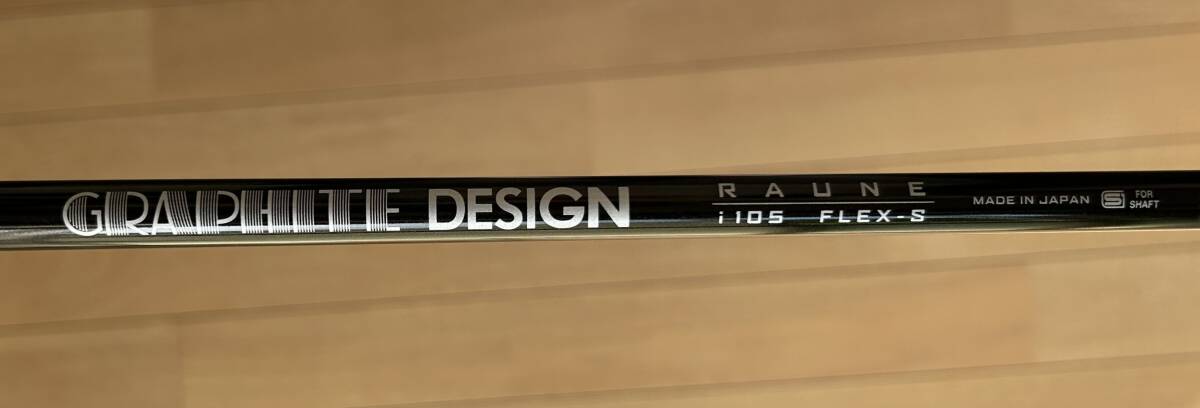 GRAPHITE DESIGN
RAUNE
i105 FLEX-S
MADE IN JAPAN
S FOR
SHAFT